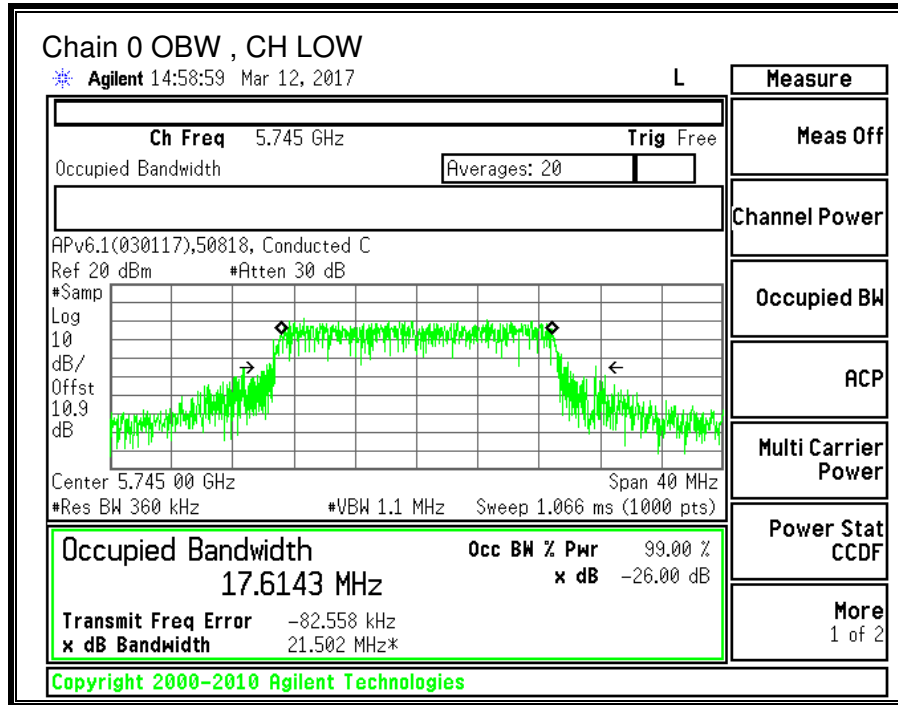 Chain 0 OBW , CH LOW
Agilent 14:58:59 Mar 12, 2017 L
Measure
Ch Freq 5.745 GHz Trig Free
Meas Off
Occupied Bandwidth Averages: 20
Channel Power
APv6.1(030117),50818, Conducted C
Ref 20 dBm #Atten 30 dB
#Samp
Log
10
dB/
Offst
10.9
dB
Occupied BW
ACP
Center 5.745 00 GHz Span 40 MHz
#Res BW 360 kHz #VBW 1.1 MHz Sweep 1.066 ms (1000 pts)
Multi Carrier
Power
Occupied Bandwidth Occ BW % Pwr 99.00 %
17.6143 MHz x dB -26.00 dB
Power Stat
CCDF
Transmit Freq Error -82.558 kHz
x dB Bandwidth 21.502 MHz*
More
1 of 2
Copyright 2000-2010 Agilent Technologies